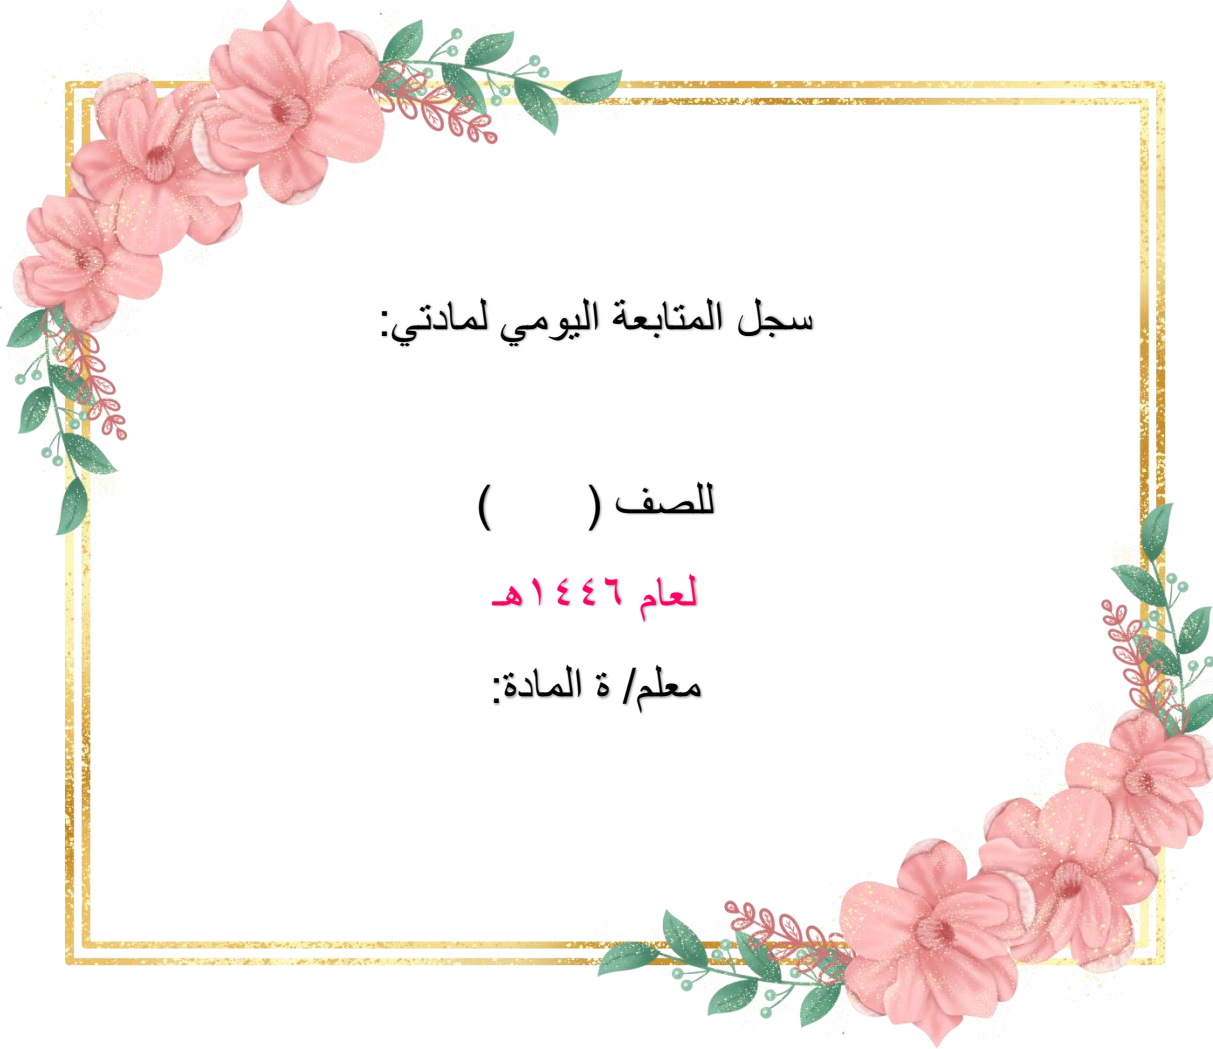 سجل المتابعة اليومي لمادتي:
للصف (       )
لعام ١٤٤٦هـ
معلم/ ة المادة: